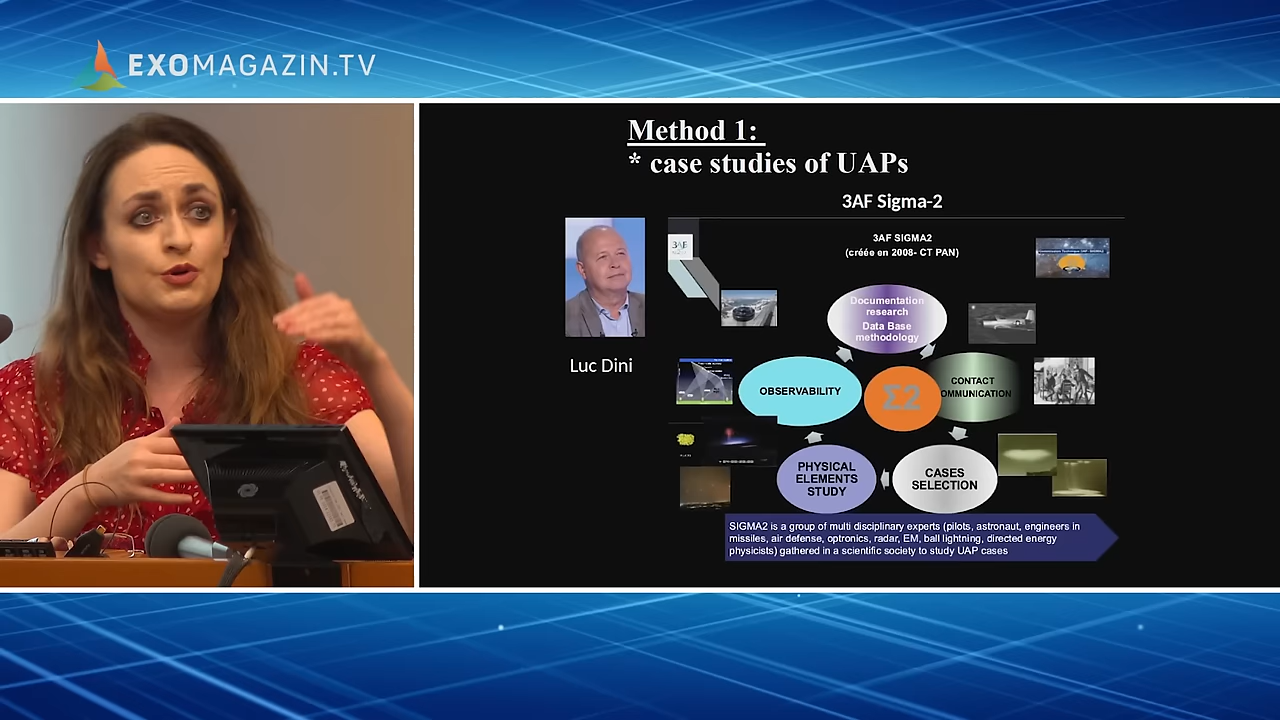 EXOMAGAZIN.TV
Method 1:
* case studies of UAPs
3AF Sigma-2
3AF
3AF SIGMA2
(créée en 2008- CT PAN)
Documentation
research
Data Base
methodology
OBSERVABILITY
Σ2
CONTACT
OMMUNICATION
Luc Dini
PHYSICAL
ELEMENTS
STUDY
CASES
SELECTION
SIGMA2 is a group of multi disciplinary experts (pilots, astronaut, engineers in
missiles, air defense, optronics, radar, EM, ball lightning, directed energy
physicists) gathered in a scientific society to study UAP cases